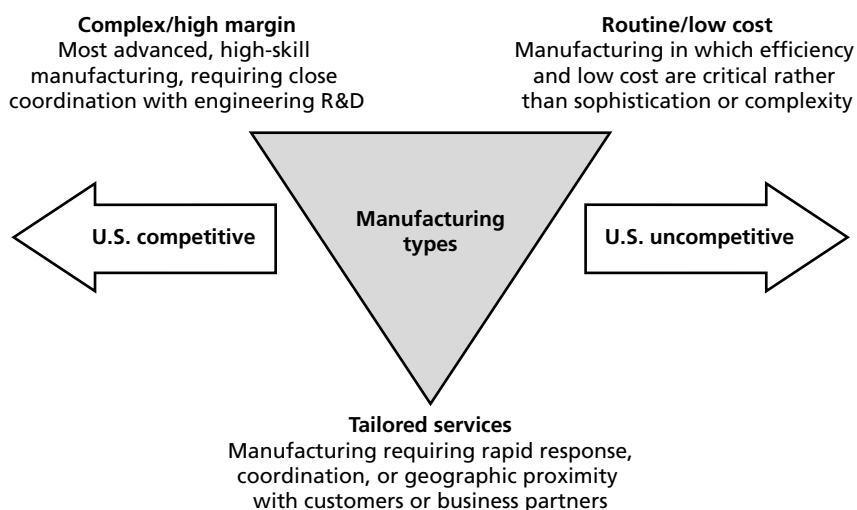 Complex/high margin
Most advanced, high-skill
manufacturing, requiring close
coordination with engineering R&D
Routine/low cost
Manufacturing in which efficiency
and low cost are critical rather
than sophistication or complexity
U.S. competitive
Manufacturing
types
U.S. uncompetitive
Tailored services
Manufacturing requiring rapid response,
coordination, or geographic proximity
with customers or business partners